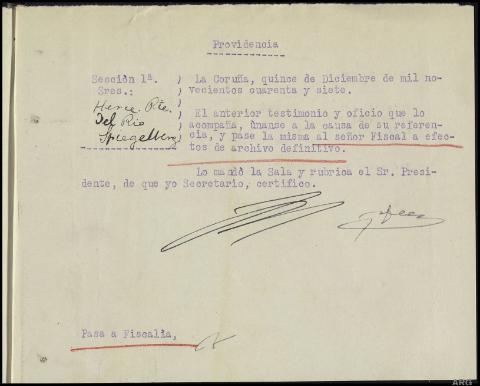 Providencia
Sección 1ª. ) La Coruña, quince de Diciembre de mil no-
Sres.: ) vecientos cuarenta y siete.
Herce. Pte. )
Del Rio ) El anterior testimonio y oficio que lo
Spiegelberg ) acompaña, únanse a la causa de su referen-
) cia, y pase la misma al señor Fiscal a efec-
tos de archivo definitivo.
Lo mandó la Sala y rubrica el Sr. Presi-
dente, de que yo Secretario, certifico.
Pasa a Fiscalía,
ARG